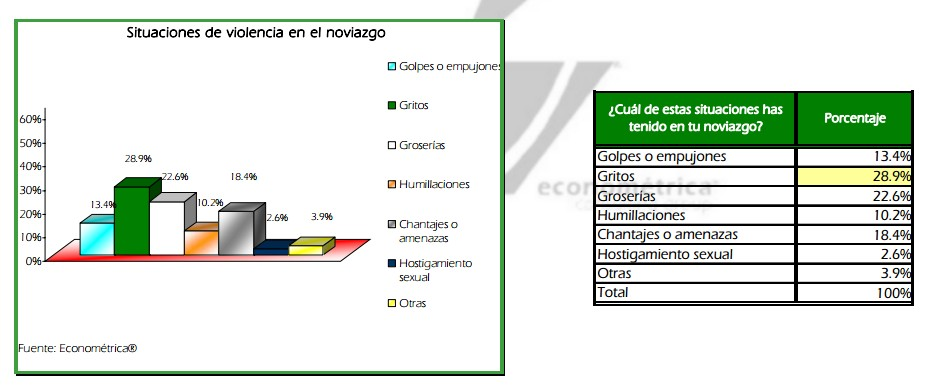 Situaciones de violencia en el noviazgo
Golpes o empujones
Gritos
Groserías
Humillaciones
Chantajes o
amenazas
Hostigamiento
sexual
Otras
60%
50%
40%
30%
20%
10%
0%
13.4%
28.9%
22.6%
10.2%
18.4%
2.6%
3.9%
Fuente: Econométrica®
¿Cuál de estas situaciones has
tenido en tu noviazgo?
Porcentaje
Golpes o empujones 13.4%
Gritos 28.9%
Groserías 22.6%
Humillaciones 10.2%
Chantajes o amenazas 18.4%
Hostigamiento sexual 2.6%
Otras 3.9%
Total 100%
econométrica